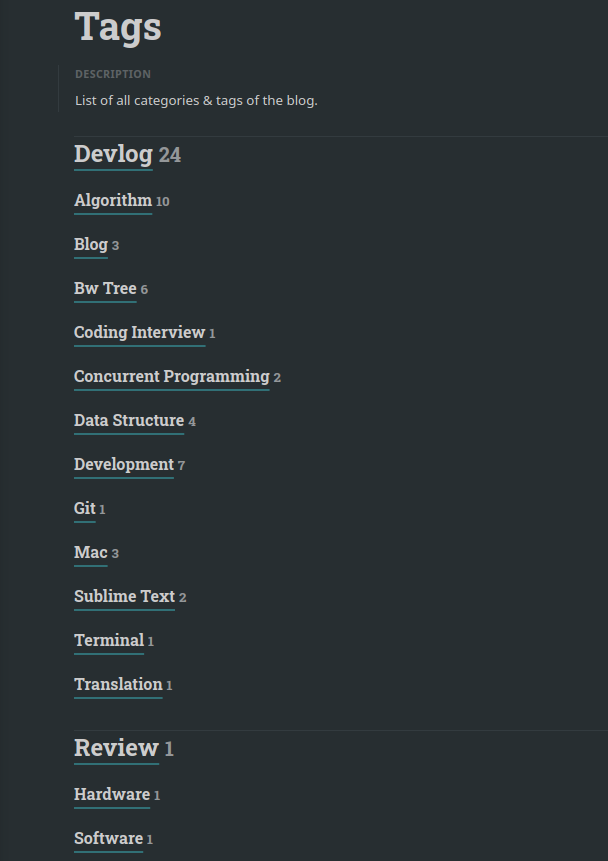 Tags
DESCRIPTION
List of all categories & tags of the blog.
Devlog 24
Algorithm 10
Blog 3
Bw Tree 6
Coding Interview 1
Concurrent Programming 2
Data Structure 4
Development 7
Git 1
Mac 3
Sublime Text 2
Terminal 1
Translation 1
Review 1
Hardware 1
Software 1